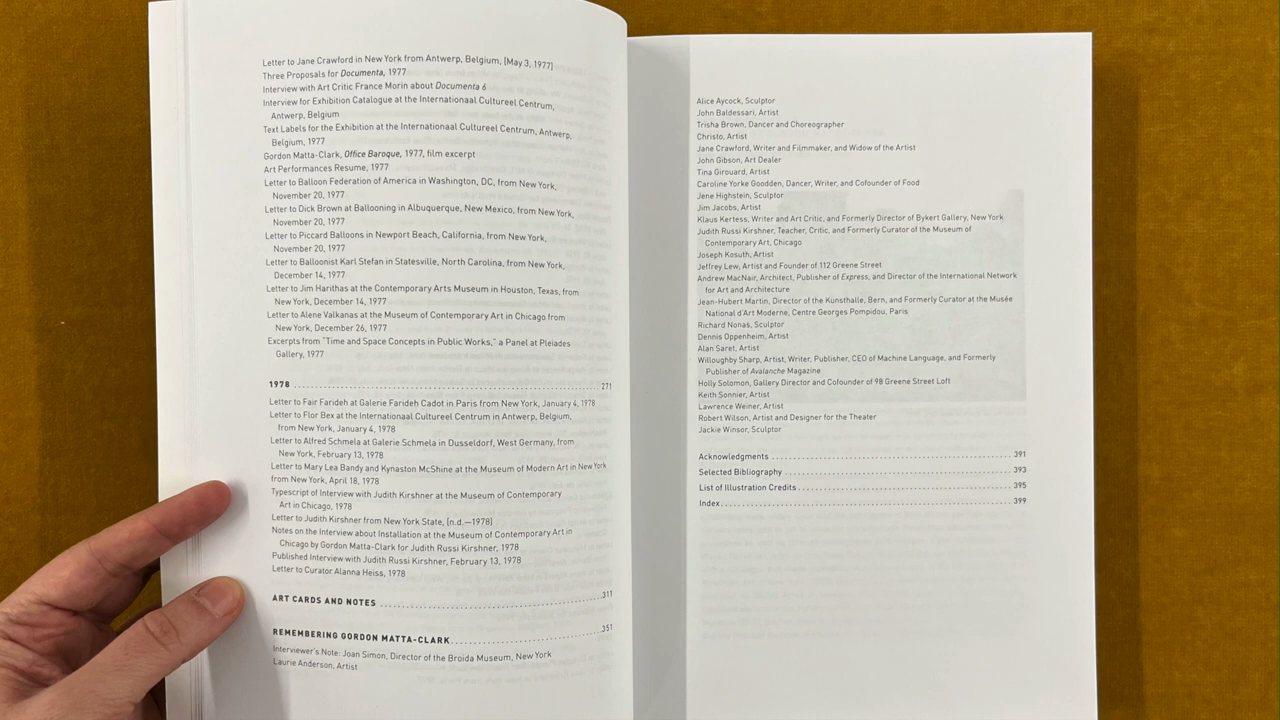 Letter to Jane Crawford in New York from Antwerp, Belgium, [May 3, 1977]
Three Proposals for Documenta, 1977
Interview with Art Critic France Morin about Documenta 6
Interview for Exhibition Catalogue at the Internationaal Cultureel Centrum,
Antwerp, Belgium
Text Labels for the Exhibition at the Internationaal Cultureel Centrum, Antwerp,
Belgium, 1977
Gordon Matta-Clark, Office Baroque, 1977, film excerpt
Art Performances Resume, 1977
Letter to Balloon Federation of America in Washington, DC, from New York,
November 20, 1977
Letter to Dick Brown at Ballooning in Albuquerque, New Mexico, from New York,
November 20, 1977
Letter to Piccard Balloons in Newport Beach, California, from New York,
November 20, 1977
Letter to Balloonist Karl Stefan in Statesville, North Carolina, from New York,
December 14, 1977
Letter to Jim Harithas at the Contemporary Arts Museum in Houston, Texas, from
New York, December 14, 1977
Letter to Alene Valkanas at the Museum of Contemporary Art in Chicago from
New York, December 26, 1977
Excerpts from "Time and Space Concepts in Public Works," a Panel at Pleiades
Gallery, 1977
1978 ........................................ 271
Letter to Fair Farideh at Galerie Farideh Cadot in Paris from New York, January 4, 1978
Letter to Flor Bex at the Internationaal Cultureel Centrum in Antwerp, Belgium,
from New York, January 4, 1978
Letter to Alfred Schmela at Galerie Schmela in Dusseldorf, West Germany, from
New York, February 13, 1978
Letter to Mary Lea Bandy and Kynaston McShine at the Museum of Modern Art in New York
from New York, April 18, 1978
Typescript of Interview with Judith Kirshner at the Museum of Contemporary
Art in Chicago, 1978
Letter to Judith Kirshner from New York State, [n.d.—1978]
Notes on the Interview about Installation at the Museum of Contemporary Art in
Chicago by Gordon Matta-Clark for Judith Russi Kirshner, 1978
Published Interview with Judith Russi Kirshner, February 13, 1978
Letter to Curator Alanna Heiss, 1978
ART CARDS AND NOTES ........................................ 311
REMEMBERING GORDON MATTA-CLARK ........................................ 351
Interviewer's Note: Joan Simon, Director of the Broida Museum, New York
Laurie Anderson, Artist
Alice Aycock, Sculptor
John Baldessari, Artist
Trisha Brown, Dancer and Choreographer
Christo, Artist
Jane Crawford, Writer and Filmmaker, and Widow of the Artist
John Gibson, Art Dealer
Tina Girouard, Artist
Caroline Yorke Goodden, Dancer, Writer, and Cofounder of Food
Jene Highstein, Sculptor
Jim Jacobs, Artist
Klaus Kertess, Writer and Art Critic, and Formerly Director of Bykert Gallery, New York
Judith Russi Kirshner, Teacher, Critic, and Formerly Curator of the Museum of
Contemporary Art, Chicago
Joseph Kosuth, Artist
Jeffrey Lew, Artist and Founder of 112 Greene Street
Andrew MacNair, Architect, Publisher of Express, and Director of the International Network
for Art and Architecture
Jean-Hubert Martin, Director of the Kunsthalle, Bern, and Formerly Curator at the Musée
National d'Art Moderne, Centre Georges Pompidou, Paris
Richard Nonas, Sculptor
Dennis Oppenheim, Artist
Alan Saret, Artist
Willoughby Sharp, Artist, Writer, Publisher, CEO of Machine Language, and Formerly
Publisher of Avalanche Magazine
Holly Solomon, Gallery Director and Cofounder of 98 Greene Street Loft
Keith Sonnier, Artist
Lawrence Weiner, Artist
Robert Wilson, Artist and Designer for the Theater
Jackie Winsor, Sculptor
Acknowledgments ........................................ 391
Selected Bibliography ........................................ 393
List of Illustration Credits ........................................ 395
Index ........................................ 399